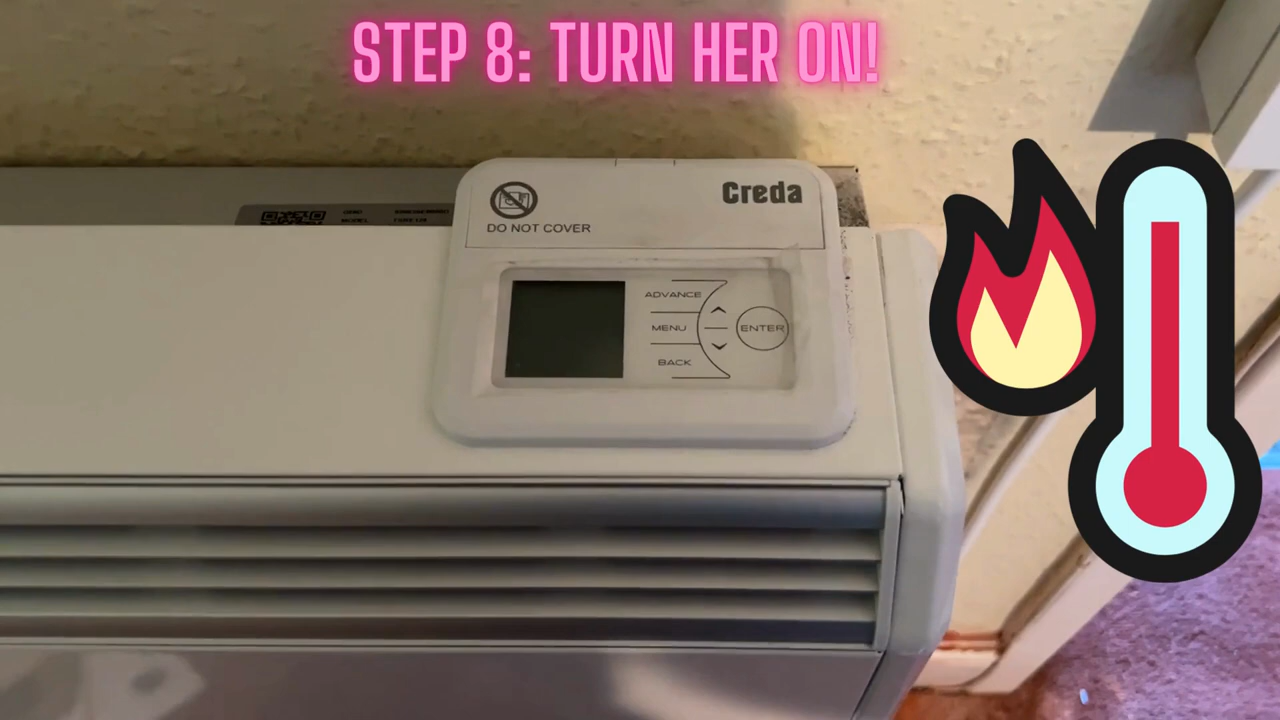 STEP 8: TURN HER ON!
Creda
DO NOT COVER
ADVANCE
MENU
ENTER
BACK